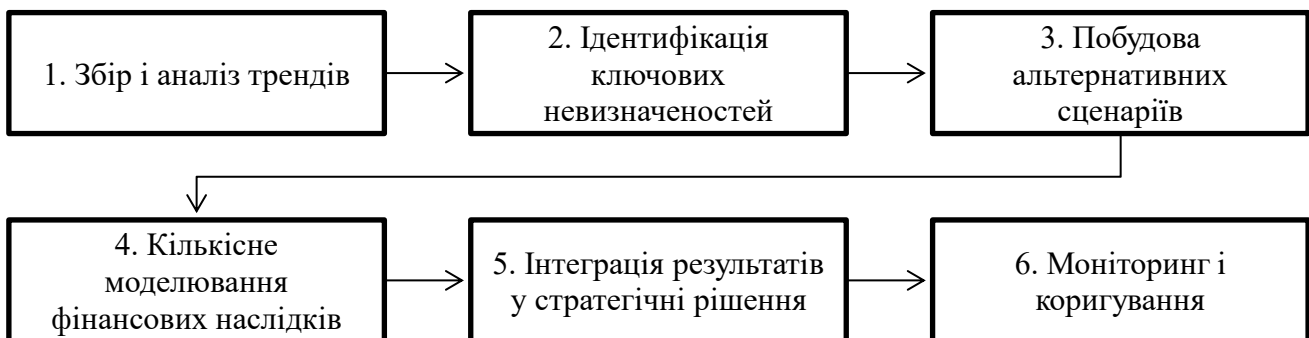 1. Збір і аналіз трендів
2. Ідентифікація
ключових
невизначеностей
3. Побудова
альтернативних
сценаріїв
4. Кількісне
моделювання
фінансових наслідків
5. Інтеграція результатів
у стратегічні рішення
6. Моніторинг і
коригування